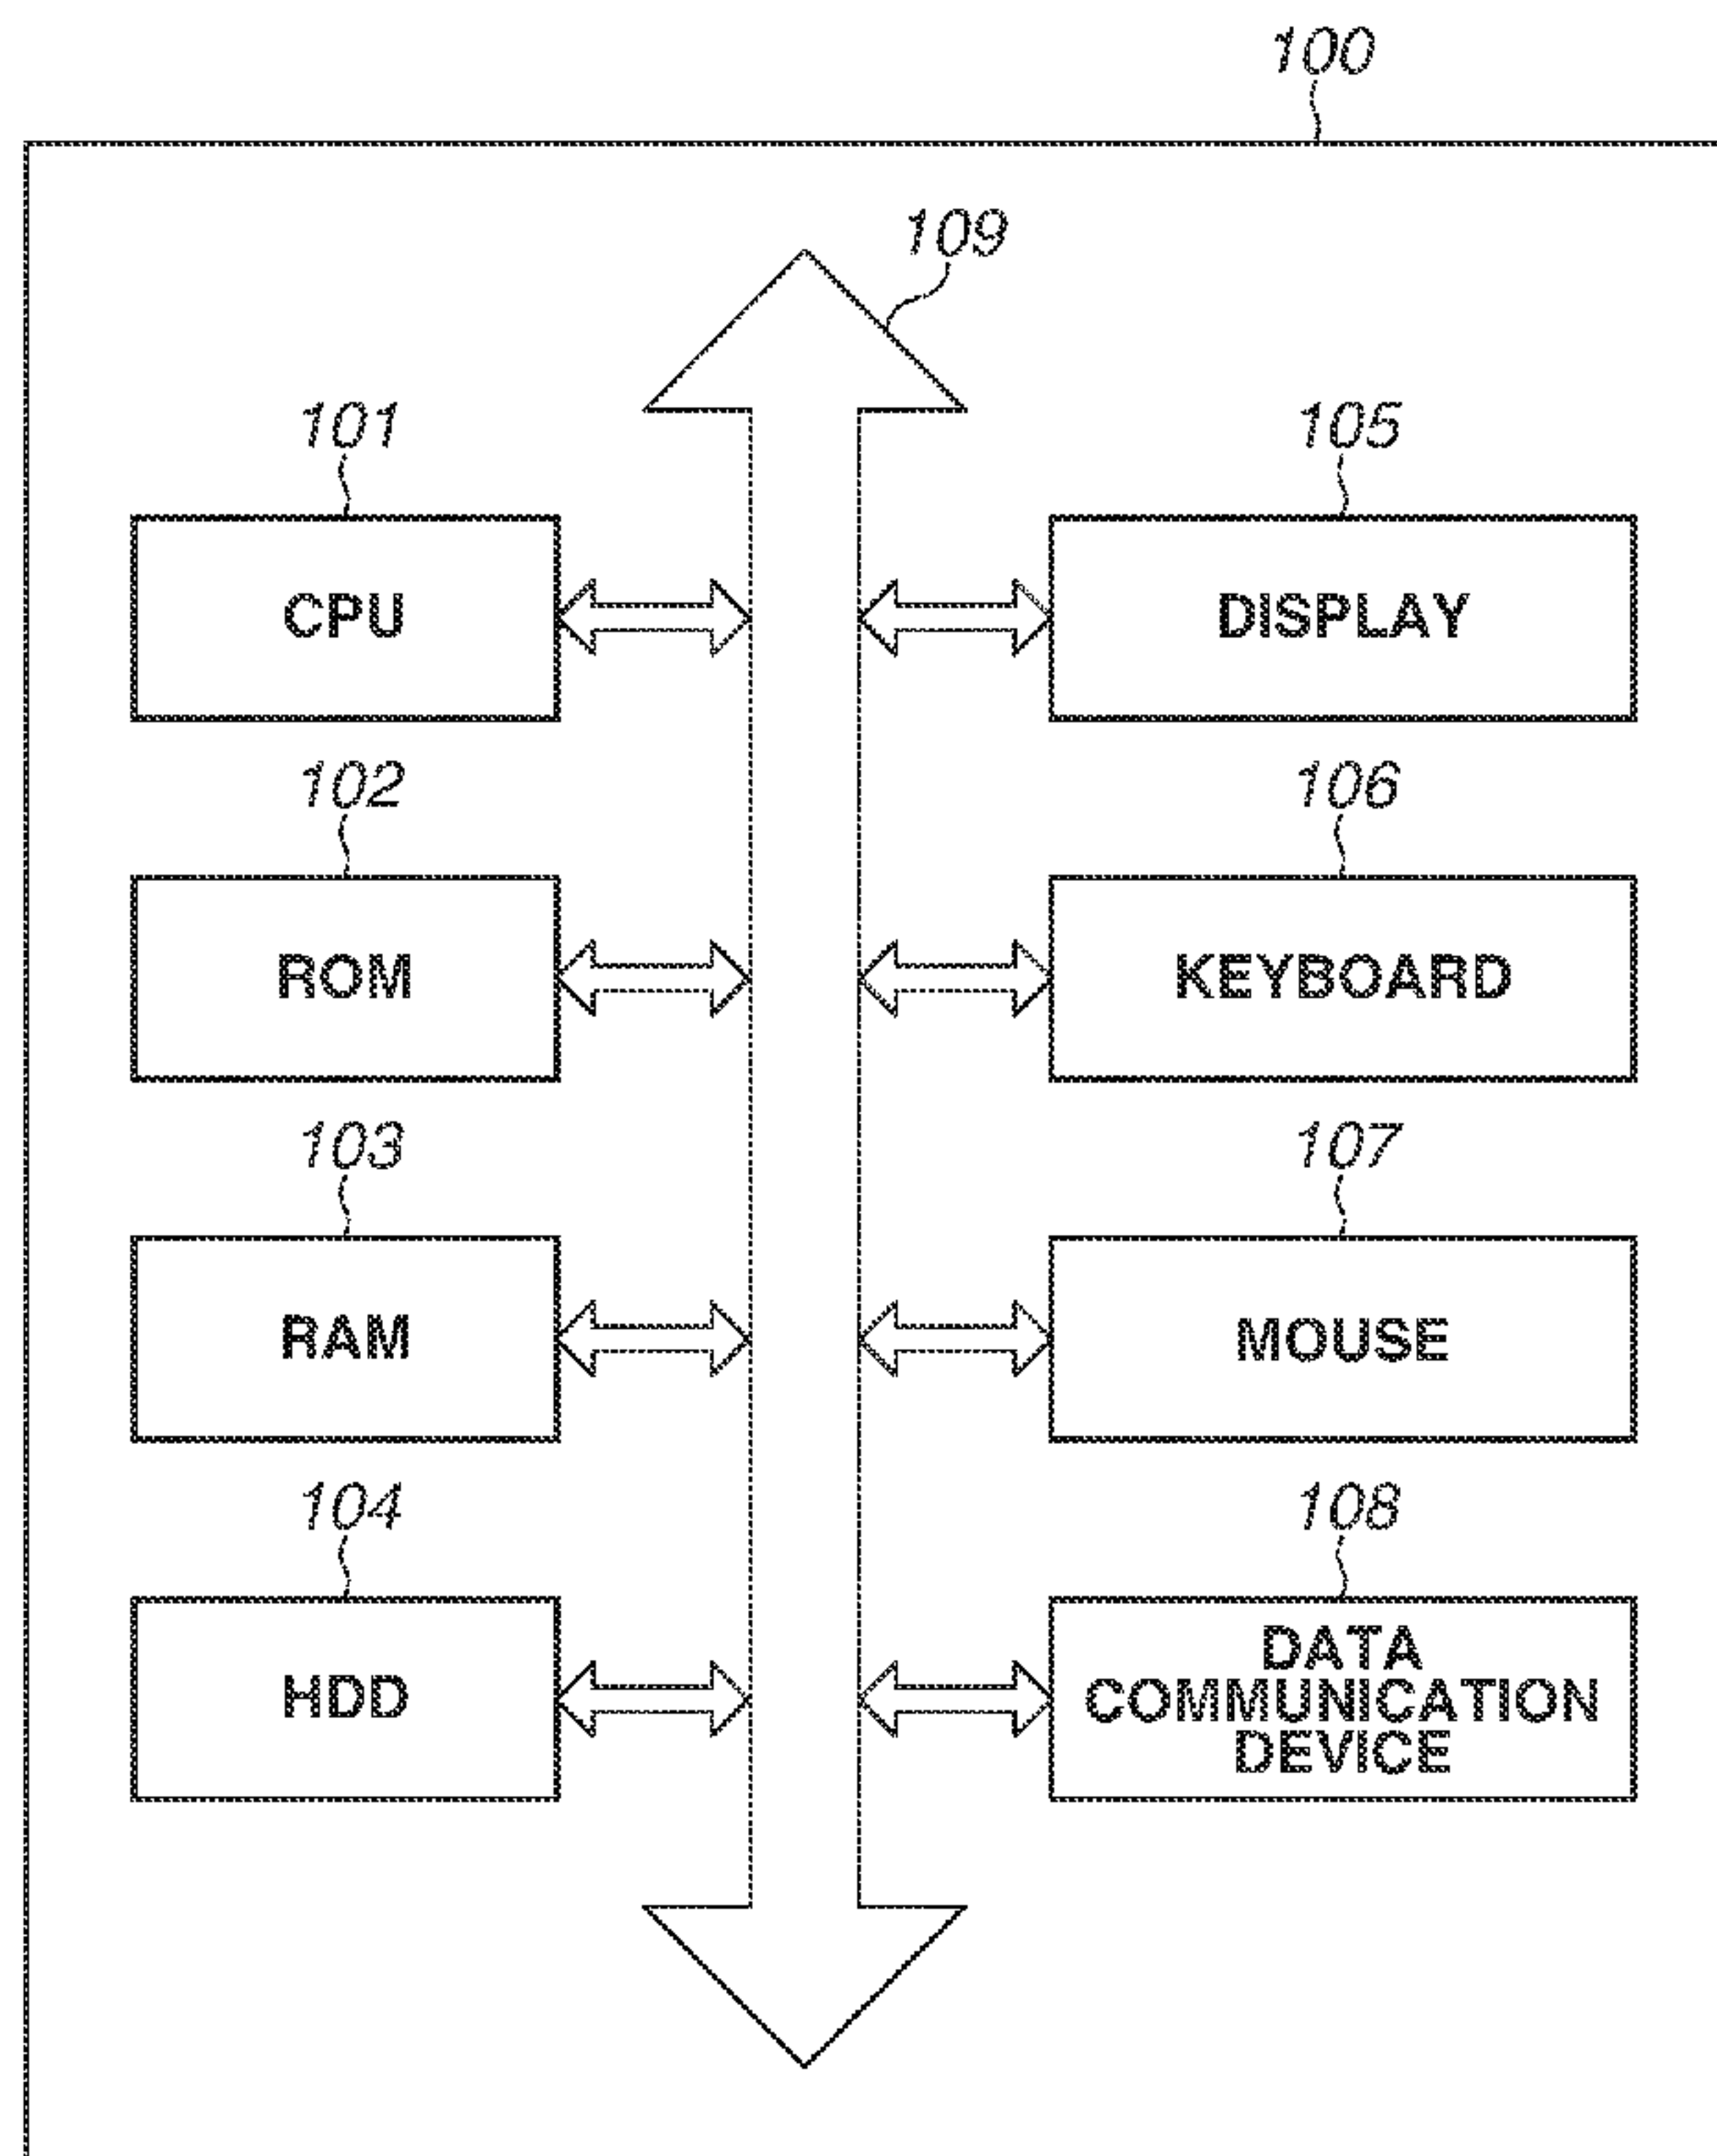 100
109
101
CPU
105
DISPLAY
102
ROM
106
KEYBOARD
103
RAM
107
MOUSE
104
HDD
108
DATA
COMMUNICATION
DEVICE